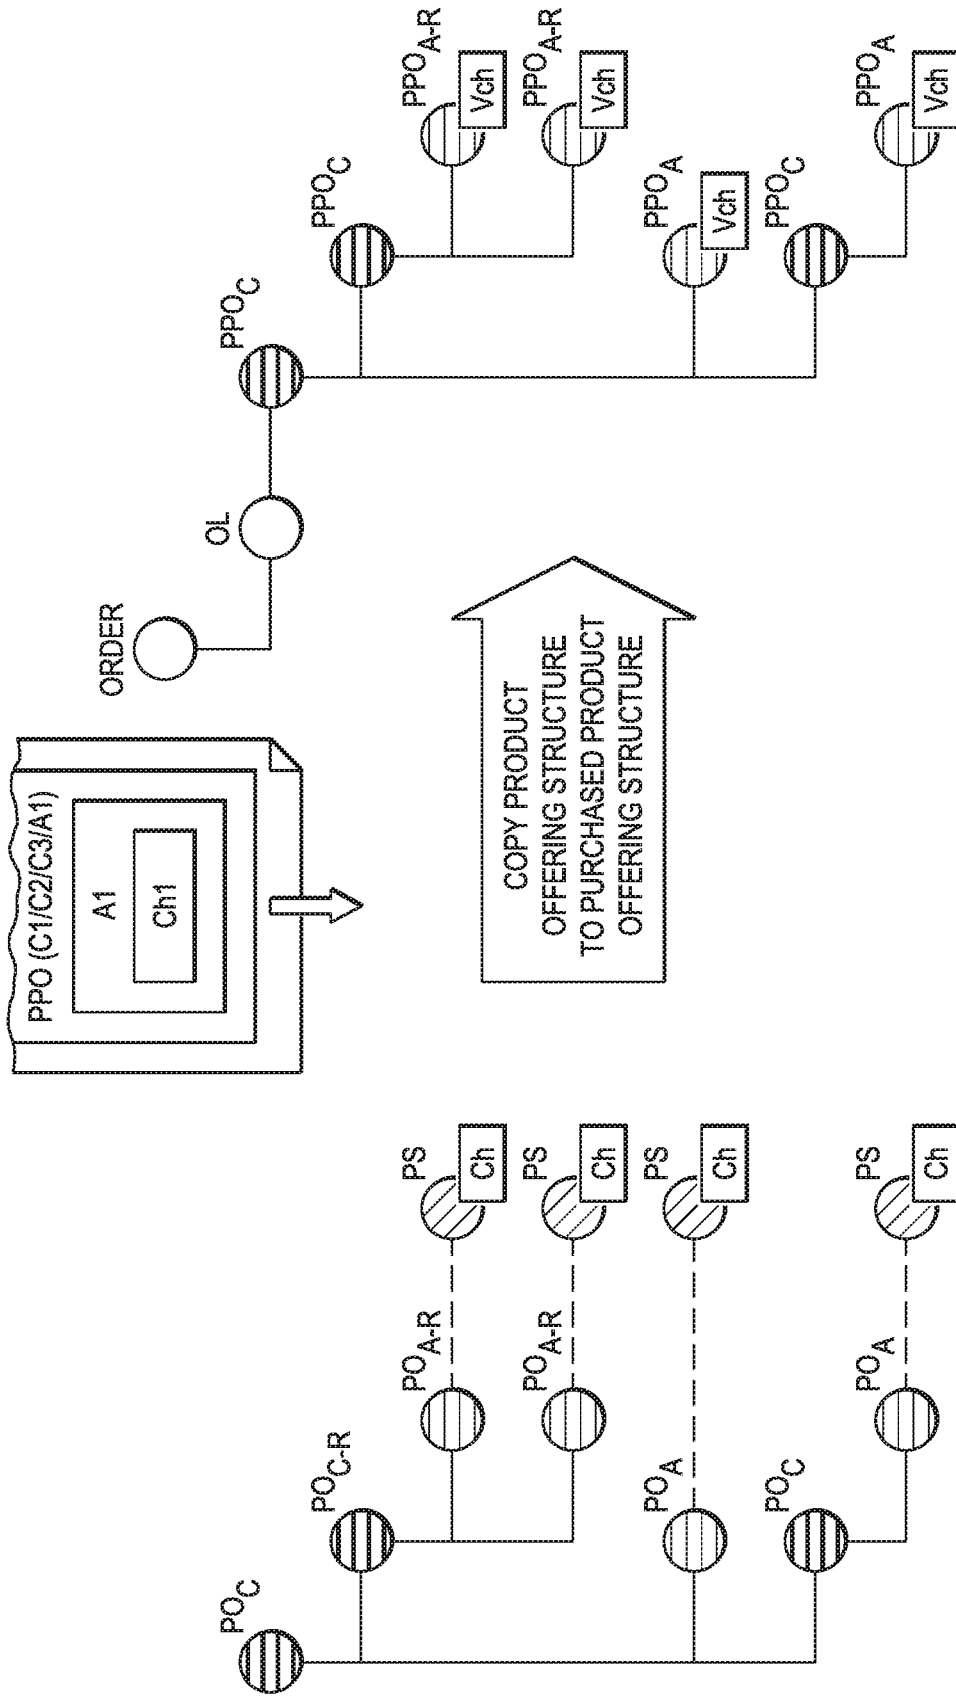 PO_C
PO_C-R
PO_A-R
PS
Ch
PO_A-R
PS
Ch
PO_A
PS
Ch
PO_C
PO_A
PS
Ch
PPO (C1/C2/C3/A1)
A1
Ch1
COPY PRODUCT
OFFERING STRUCTURE
TO PURCHASED PRODUCT
OFFERING STRUCTURE
ORDER
OL
PPO_C
PPO_C
PPO_A-R
Vch
PPO_A-R
Vch
PPO_A
Vch
PPO_C
PPO_A
Vch